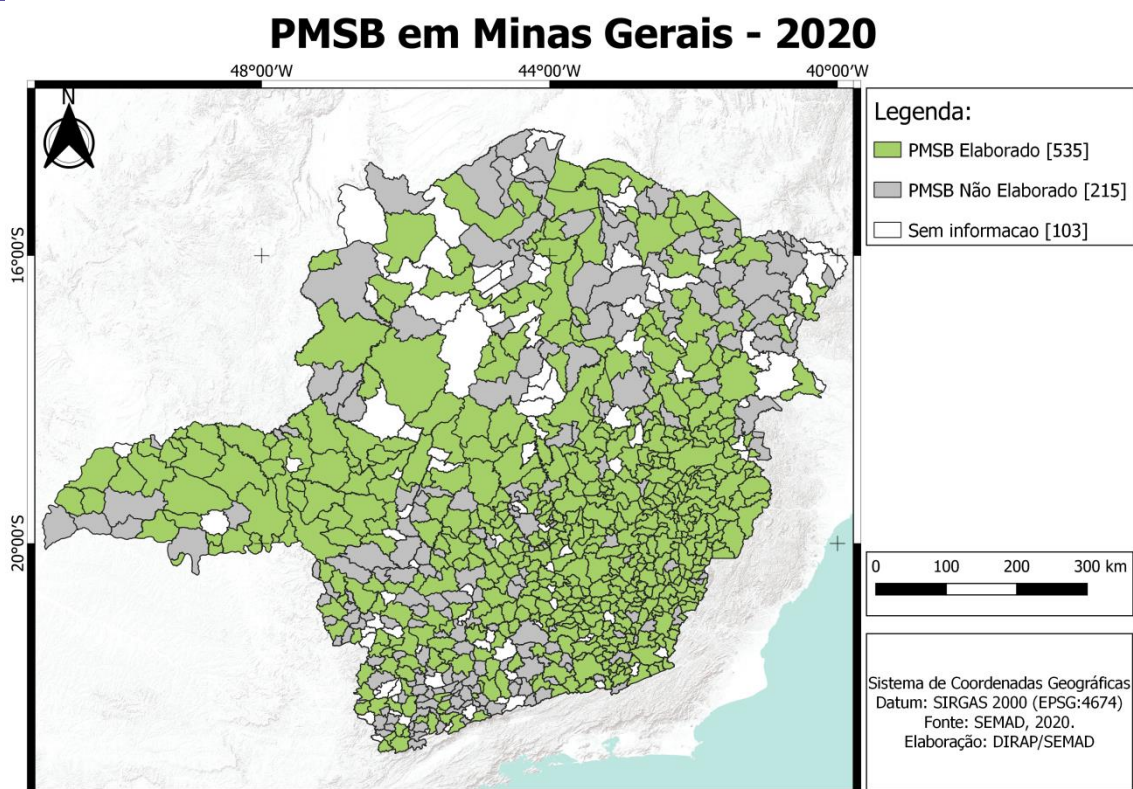 PMSB em Minas Gerais - 2020
48°00'W
44°00'W
40°00'W
N
16°00'S
20°00'S
Legenda:
PMSB Elaborado [535]
PMSB Não Elaborado [215]
Sem informacao [103]
0 100 200 300 km
Sistema de Coordenadas Geográficas
Datum: SIRGAS 2000 (EPSG:4674)
Fonte: SEMAD, 2020.
Elaboração: DIRAP/SEMAD